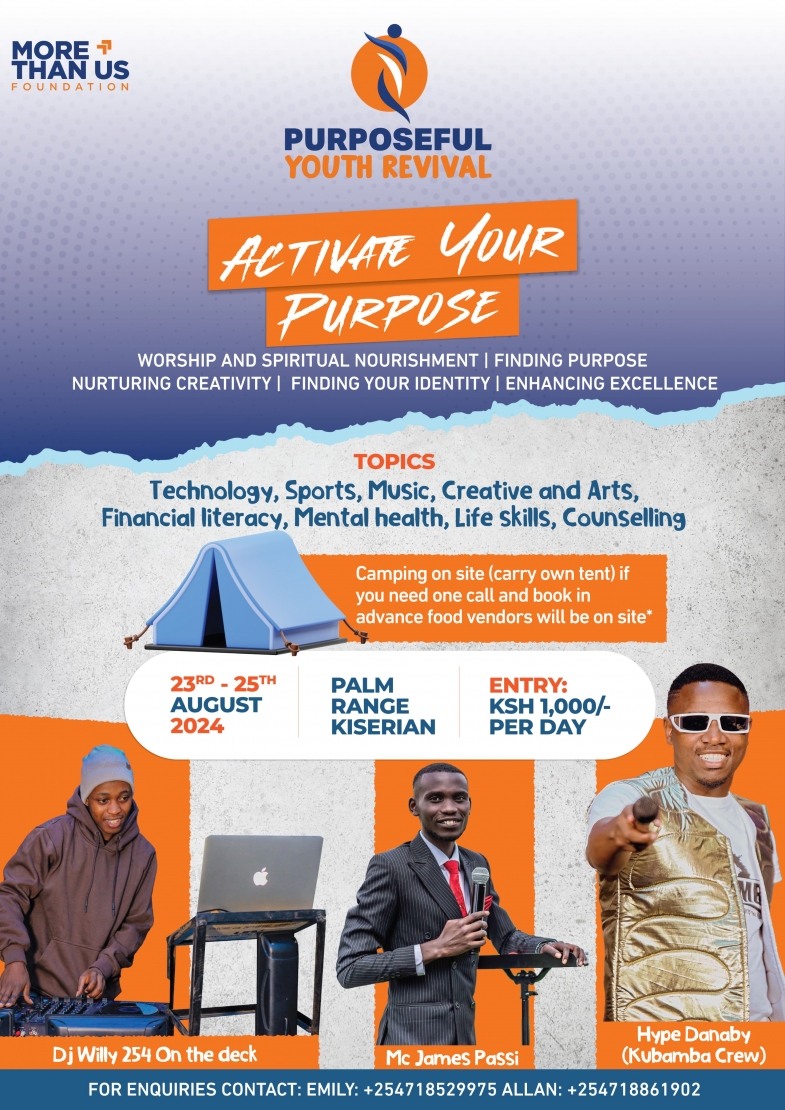 MORE
THAN US
FOUNDATION
PURPOSEFUL
YOUTH REVIVAL
ACTIVATE YOUR
PURPOSE
WORSHIP AND SPIRITUAL NOURISHMENT | FINDING PURPOSE
NURTURING CREATIVITY | FINDING YOUR IDENTITY | ENHANCING EXCELLENCE
TOPICS
Technology, Sports, Music, Creative and Arts,
Financial literacy, Mental health, Life skills, Counselling
Camping on site (carry own tent) if
you need one call and book in
advance food vendors will be on site*
23RD - 25TH
AUGUST
2024
PALM
RANGE
KISERIAN
ENTRY:
KSH 1,000/-
PER DAY
Dj Willy 254 On the deck
Mc James Passi
Hype Danaby
(Kubamba Crew)
FOR ENQUIRIES CONTACT: EMILY: +254718529975 ALLAN: +254718861902